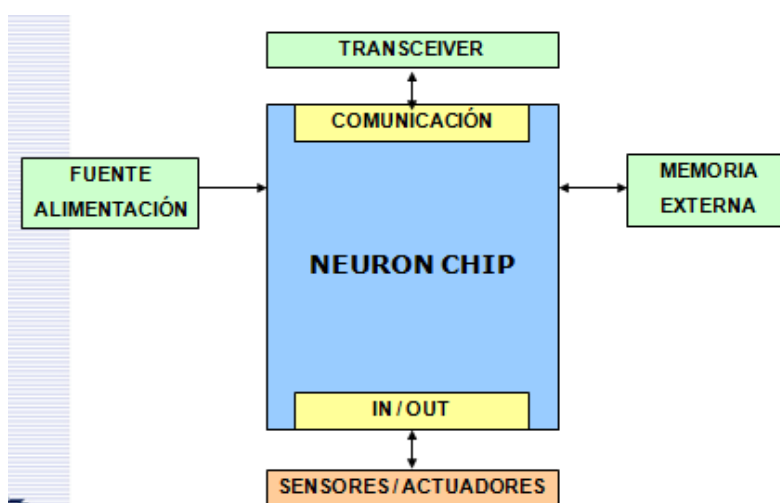 TRANSCEIVER
COMUNICACIÓN
FUENTE
ALIMENTACIÓN
MEMORIA
EXTERNA
NEURON CHIP
IN / OUT
SENSORES / ACTUADORES